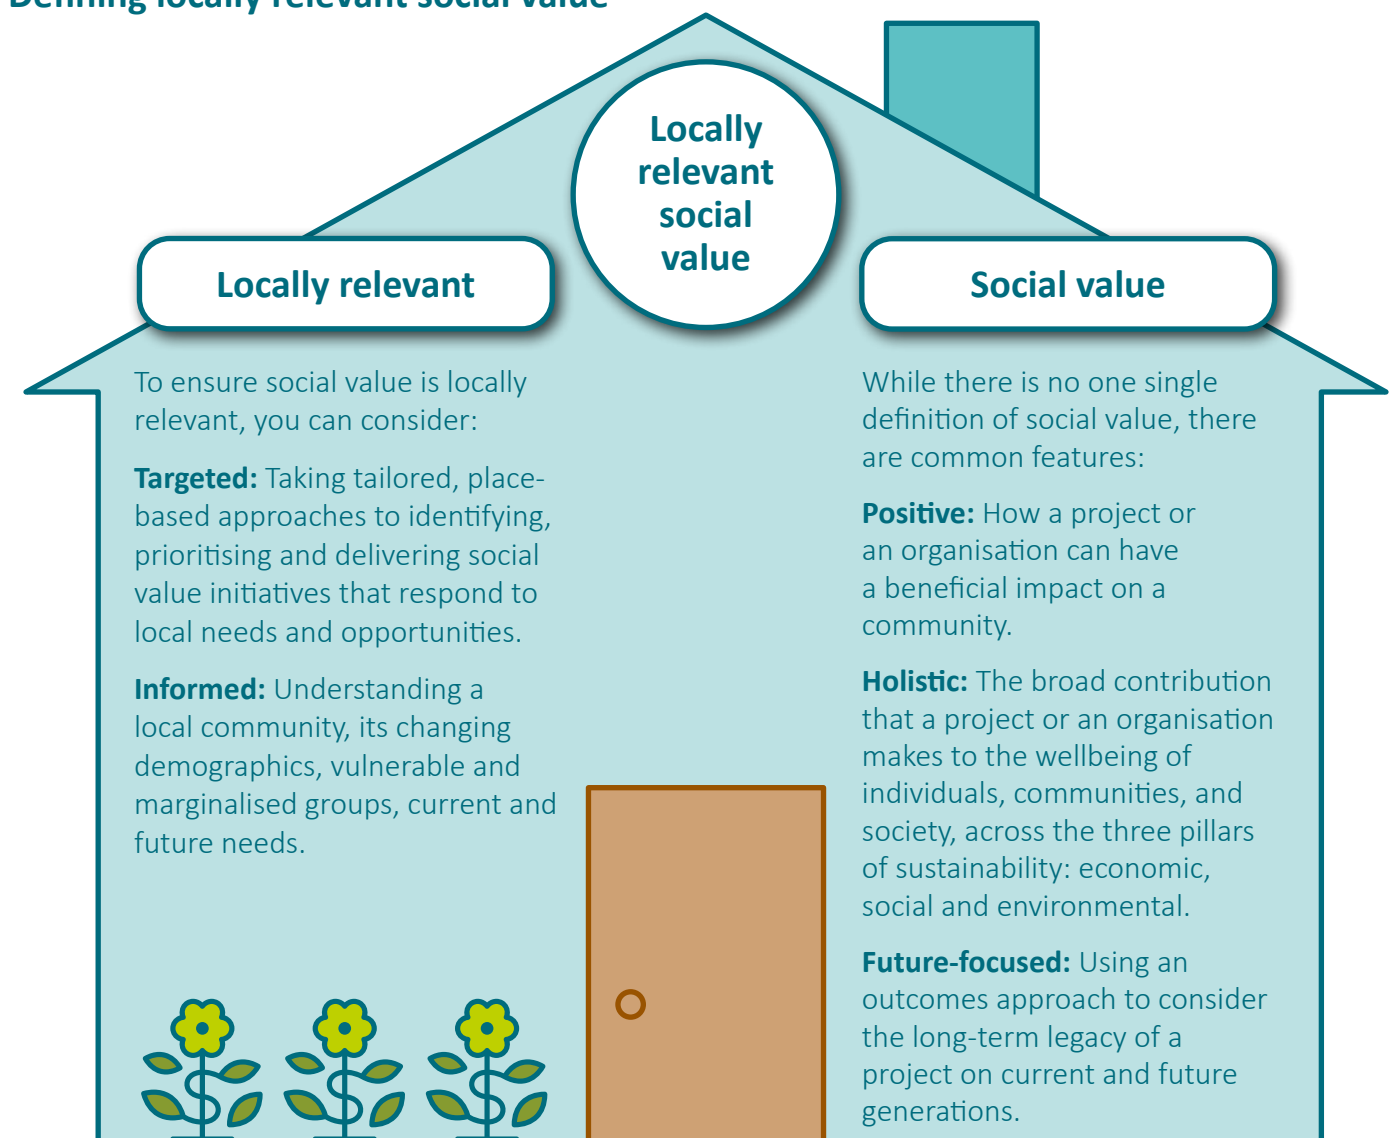 Defining locally relevant social value
Locally
relevant
social
value
Locally relevant
To ensure social value is locally
relevant, you can consider:
Targeted: Taking tailored, place-
based approaches to identifying,
prioritising and delivering social
value initiatives that respond to
local needs and opportunities.
Informed: Understanding a
local community, its changing
demographics, vulnerable and
marginalised groups, current and
future needs.
Social value
While there is no one single
definition of social value, there
are common features:
Positive: How a project or
an organisation can have
a beneficial impact on a
community.
Holistic: The broad contribution
that a project or an organisation
makes to the wellbeing of
individuals, communities, and
society, across the three pillars
of sustainability: economic,
social and environmental.
Future-focused: Using an
outcomes approach to consider
the long-term legacy of a
project on current and future
generations.